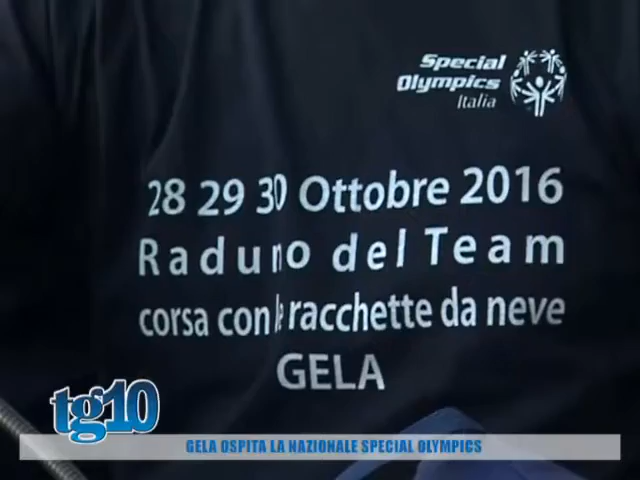 Special
Olympics
Italia
28 29 30 Ottobre 2016
Raduno del Team
corsa con le racchette da neve
GELA
tg10
GELA OSPITA LA NAZIONALE SPECIAL OLYMPICS